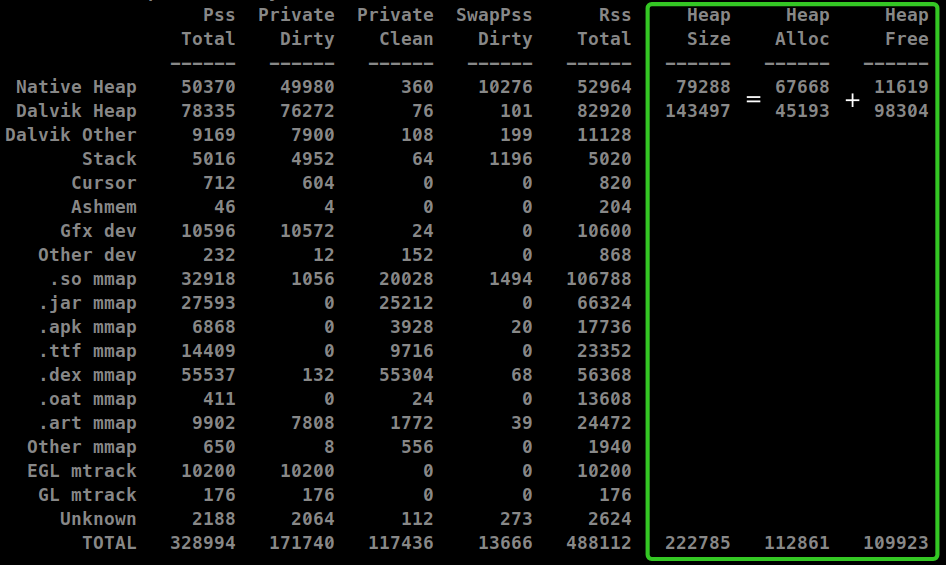 Pss Private Private SwapPss Rss Heap Heap Heap
Total Dirty Clean Dirty Total Size Alloc Free
------ ------ ------ ------ ------ ------ ------ ------
Native Heap 50370 49980 360 10276 52964 79288 67668 11619
= +
Dalvik Heap 78335 76272 76 101 82920 143497 45193 98304
Dalvik Other 9169 7900 108 199 11128
Stack 5016 4952 64 1196 5020
Cursor 712 604 0 0 820
Ashmem 46 4 0 0 204
Gfx dev 10596 10572 24 0 10600
Other dev 232 12 152 0 868
.so mmap 32918 1056 20028 1494 106788
.jar mmap 27593 0 25212 0 66324
.apk mmap 6868 0 3928 20 17736
.ttf mmap 14409 0 9716 0 23352
.dex mmap 55537 132 55304 68 56368
.oat mmap 411 0 24 0 13608
.art mmap 9902 7808 1772 39 24472
Other mmap 650 8 556 0 1940
EGL mtrack 10200 10200 0 0 10200
GL mtrack 176 176 0 0 176
Unknown 2188 2064 112 273 2624
TOTAL 328994 171740 117436 13666 488112 222785 112861 109923